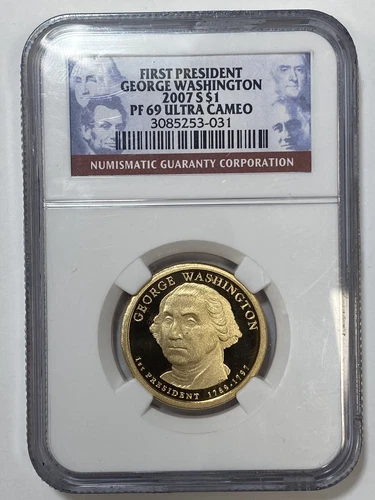 FIRST PRESIDENT
GEORGE WASHINGTON
2007 S $1
PF 69 ULTRA CAMEO
3085253-031
NUMISMATIC GUARANTY CORPORATION
GEORGE WASHINGTON
1ST PRESIDENT 1789-1797